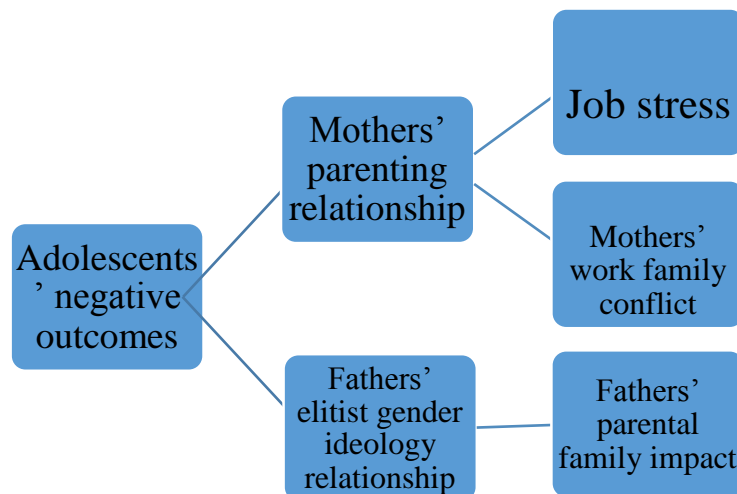 Adolescents
’ negative
outcomes
Mothers’
parenting
relationship
Job stress
Mothers’
work family
conflict
Fathers’
elitist gender
ideology
relationship
Fathers’
parental
family impact